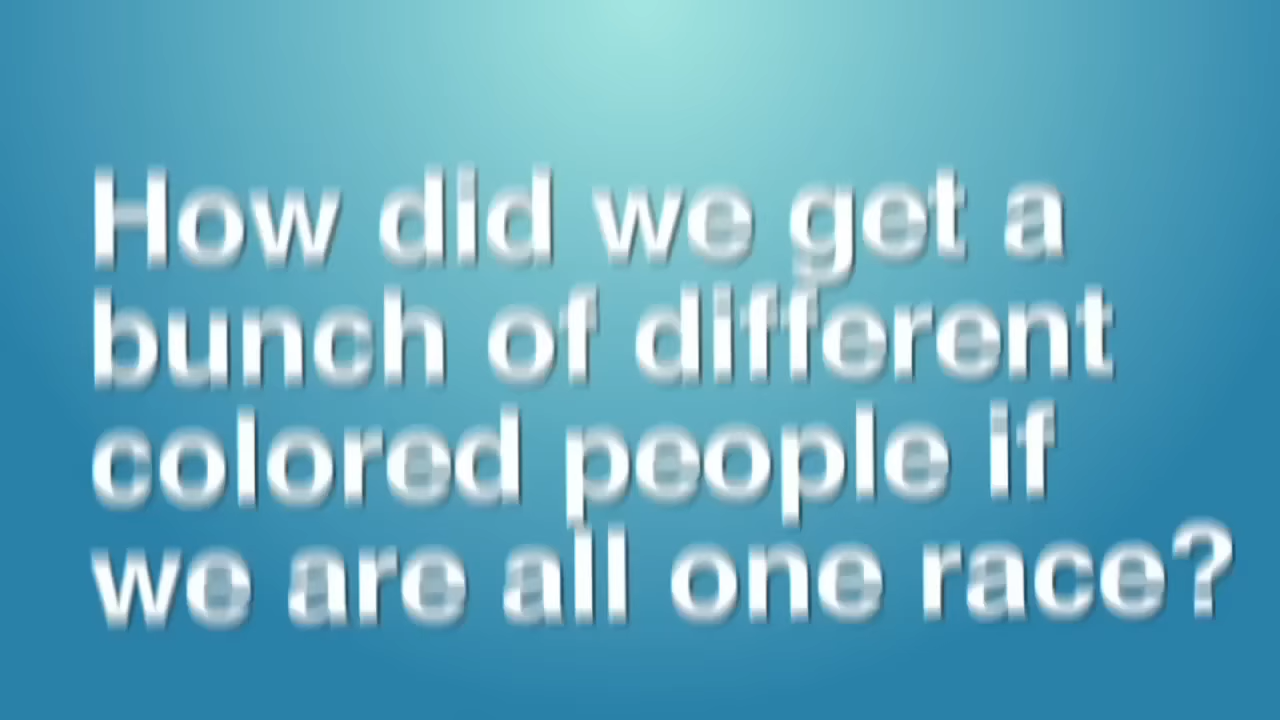 How did we get a
bunch of different
colored people if
we are all one race?